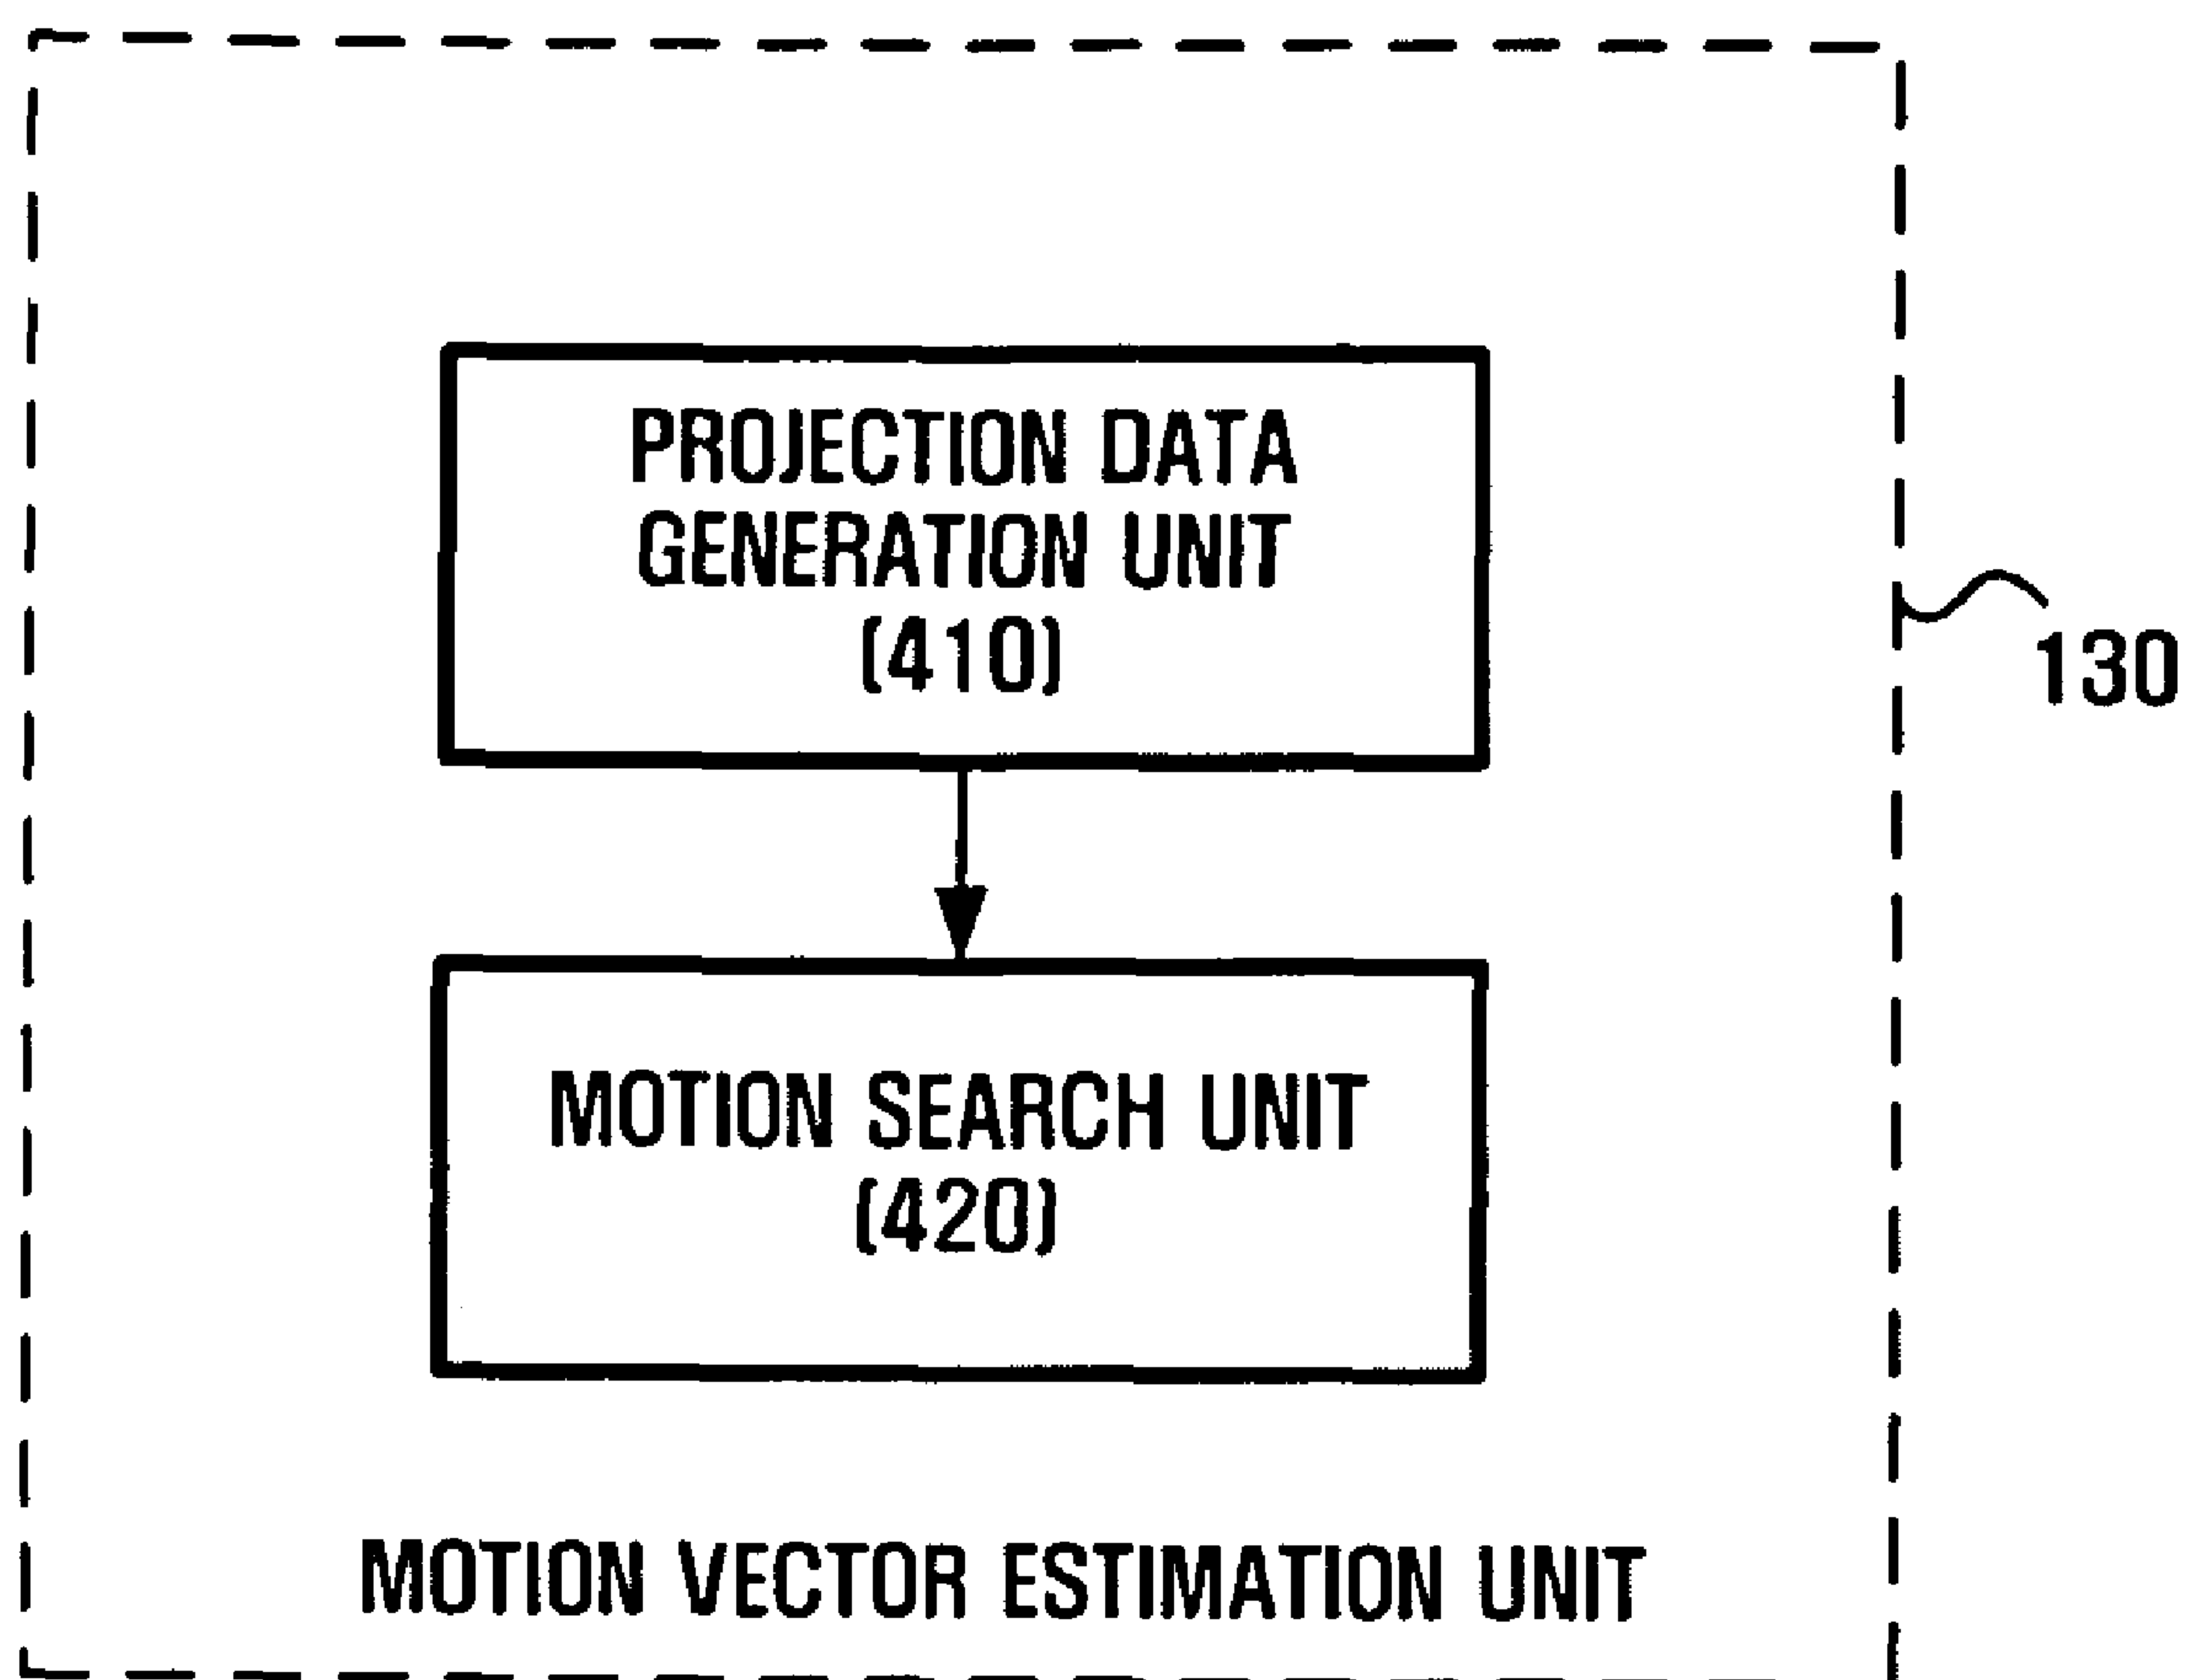 PROJECTION DATA
GENERATION UNIT
(410)
130
MOTION SEARCH UNIT
(420)
MOTION VECTOR ESTIMATION UNIT